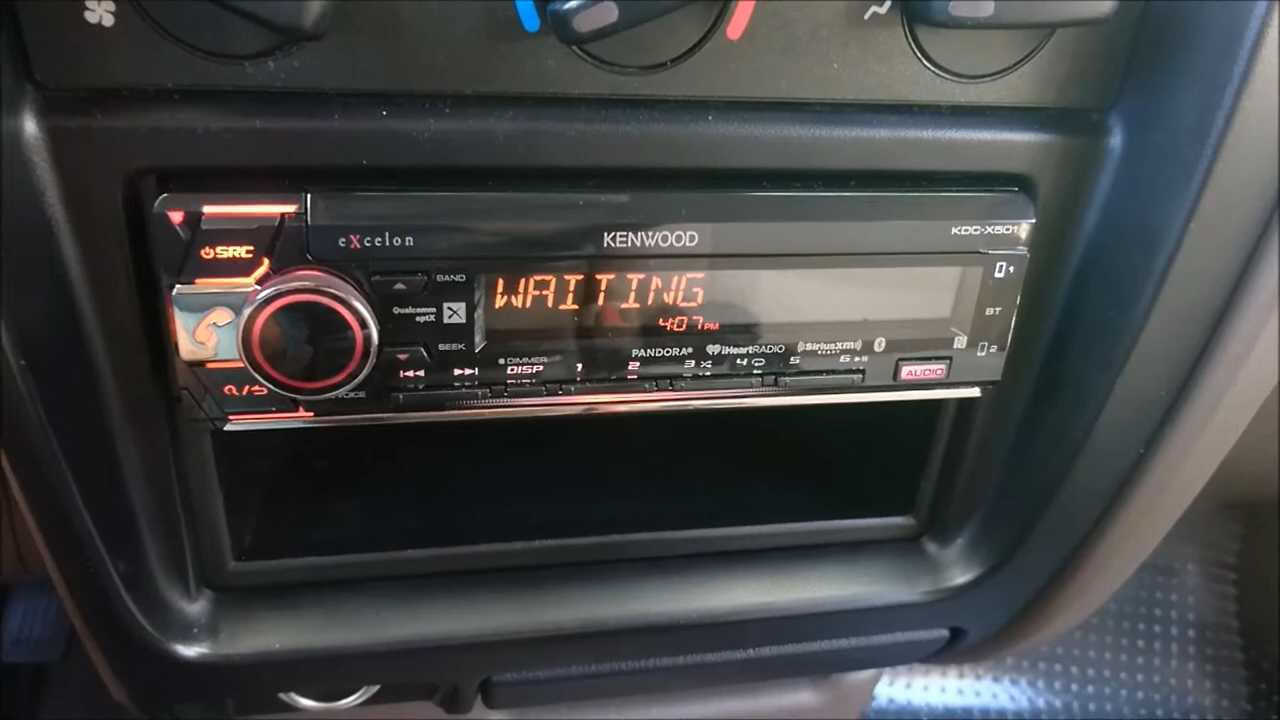 eXcelon
KENWOOD
KDC-X501
SRC
BAND
WAITING
1
Qualcomm
aptX
BT
4:07 PM
SEEK
2
PANDORA®
iHeartRADIO
SiriusXM
READY
DIMMER
DISP
1 2 3 4 5 6
AUDIO
VOICE